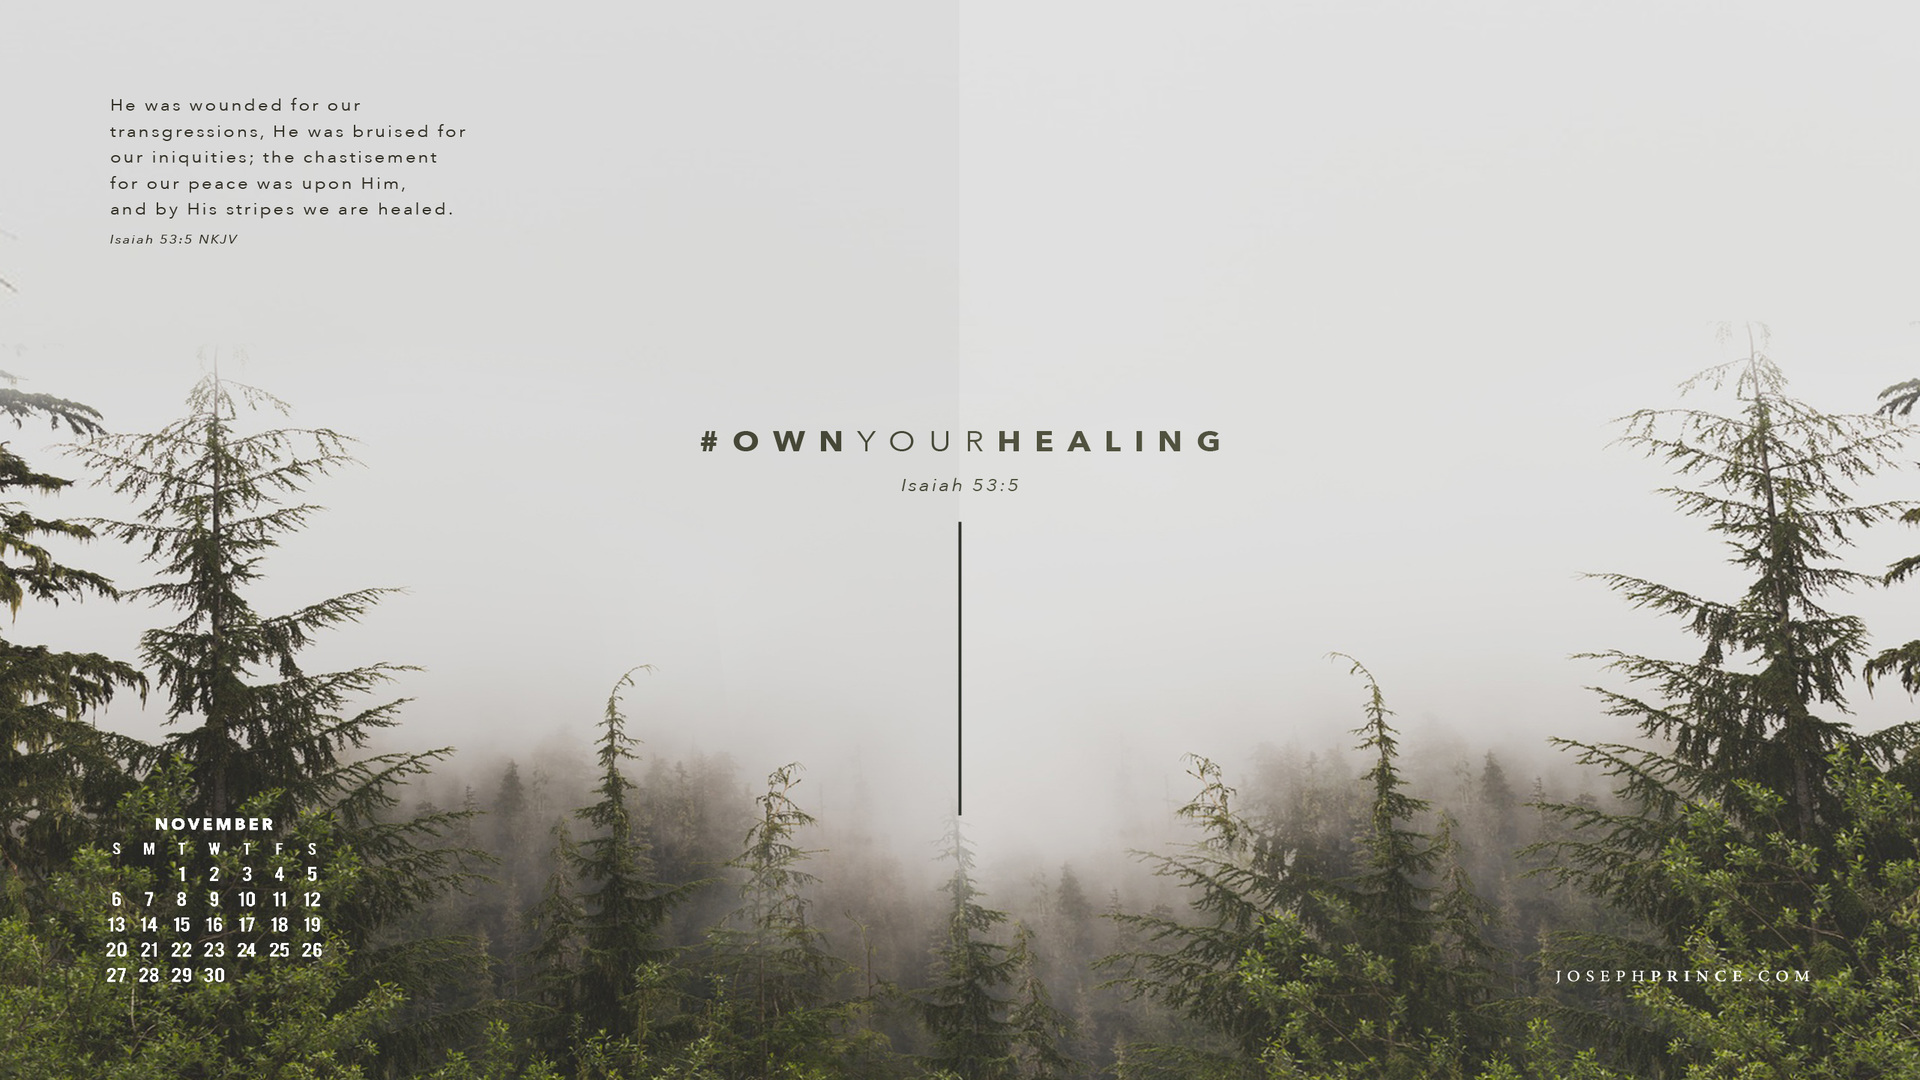 He was wounded for our
transgressions, He was bruised for
our iniquities; the chastisement
for our peace was upon Him,
and by His stripes we are healed.
Isaiah 53:5 NKJV
#OWNYOURHEALING
Isaiah 53:5
NOVEMBER
S M T W T F S
1 2 3 4 5
6 7 8 9 10 11 12
13 14 15 16 17 18 19
20 21 22 23 24 25 26
27 28 29 30
JOSEPHPRINCE.COM